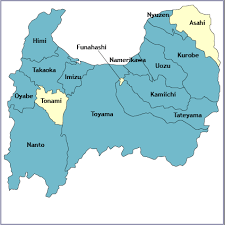 Nyuzen
Asahi
Himi
Funahashi
Namerikawa
Kurobe
Takaoka
Imizu
Uozu
Oyabe
Tonami
Kamiichi
Toyama
Tateyama
Nanto